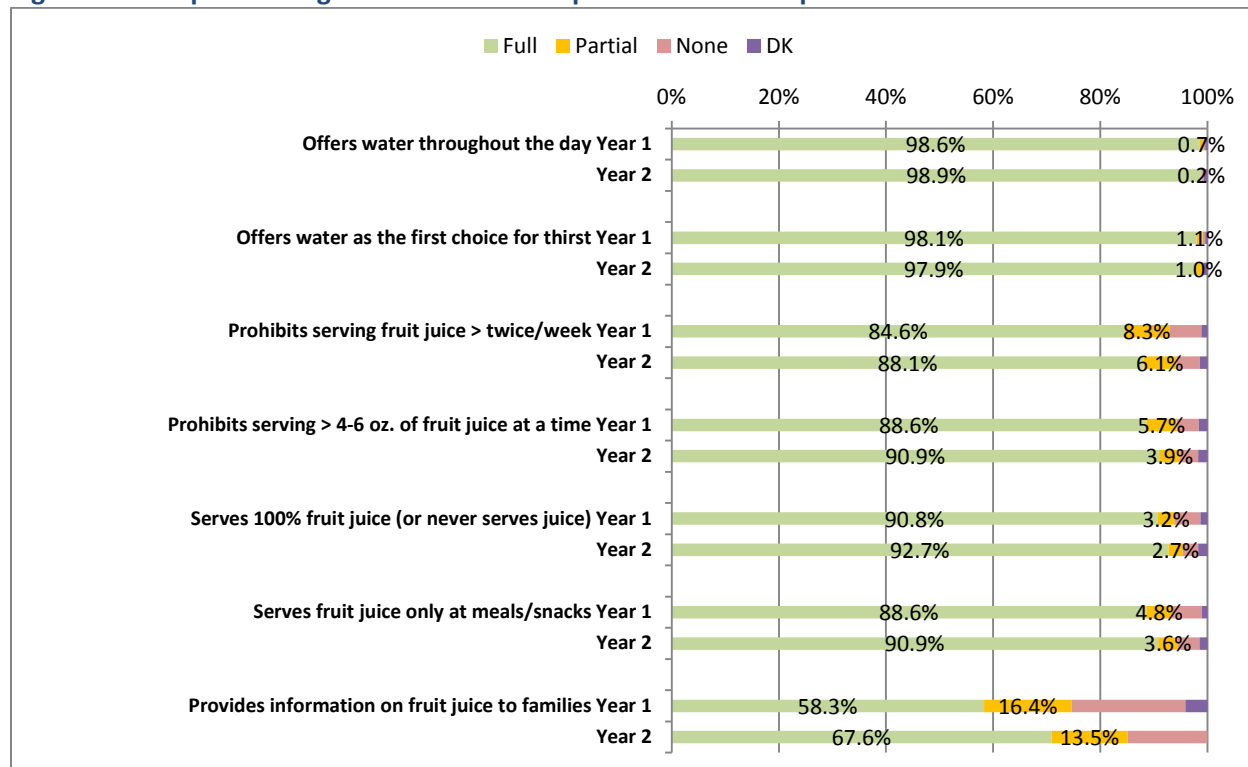 Full Partial None DK
0% 20% 40% 60% 80% 100%
Offers water throughout the day Year 1 98.6% 0.7%
Year 2 98.9% 0.2%
Offers water as the first choice for thirst Year 1 98.1% 1.1%
Year 2 97.9% 1.0%
Prohibits serving fruit juice > twice/week Year 1 84.6% 8.3%
Year 2 88.1% 6.1%
Prohibits serving > 4-6 oz. of fruit juice at a time Year 1 88.6% 5.7%
Year 2 90.9% 3.9%
Serves 100% fruit juice (or never serves juice) Year 1 90.8% 3.2%
Year 2 92.7% 2.7%
Serves fruit juice only at meals/snacks Year 1 88.6% 4.8%
Year 2 90.9% 3.6%
Provides information on fruit juice to families Year 1 58.3% 16.4%
Year 2 67.6% 13.5%